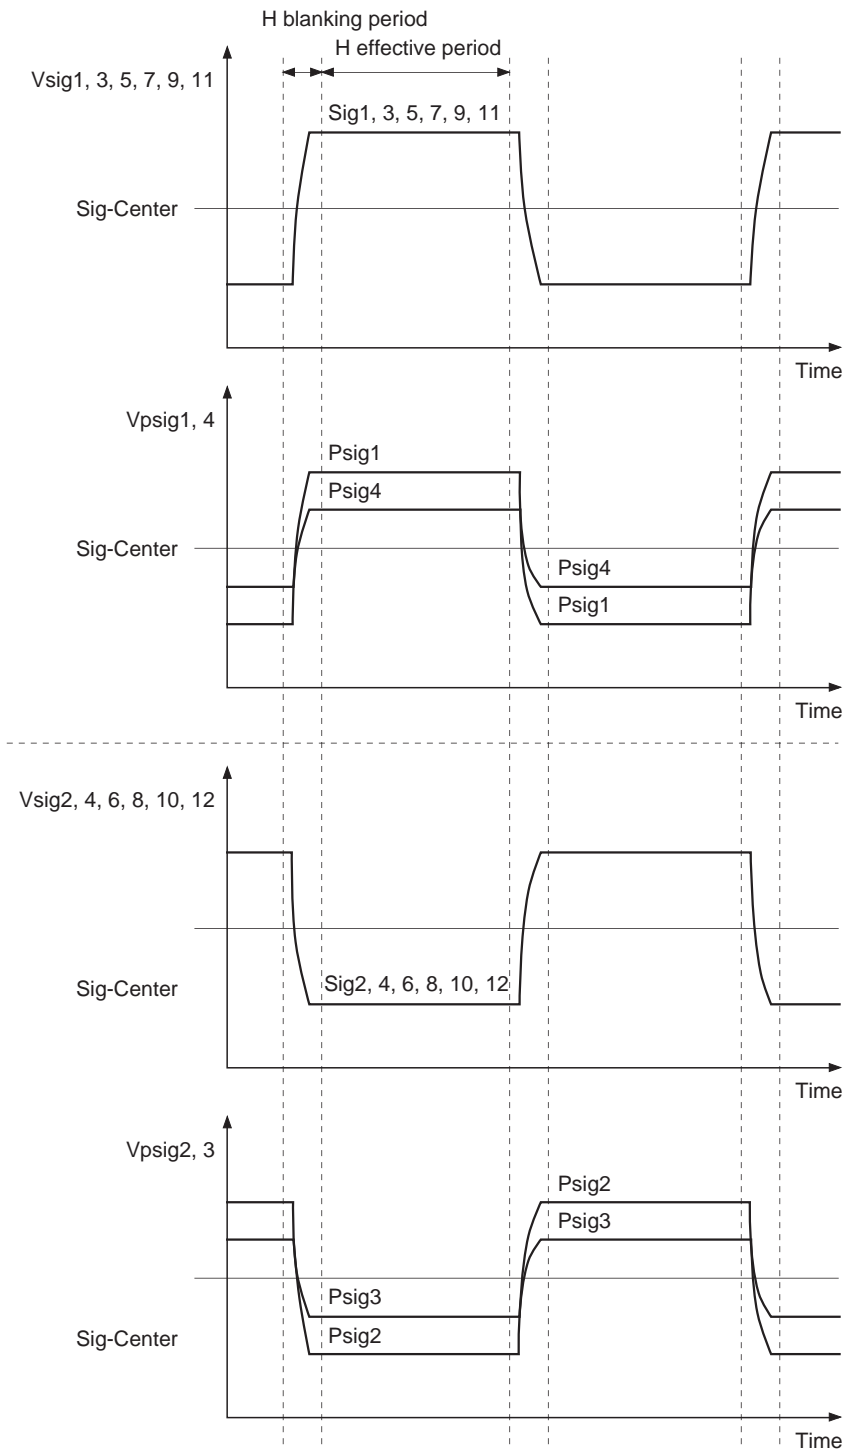 H blanking period
H effective period
Vsig1, 3, 5, 7, 9, 11
Sig1, 3, 5, 7, 9, 11
Sig-Center
Time
Vpsig1, 4
Psig1
Psig4
Sig-Center
Psig4
Psig1
Time
Vsig2, 4, 6, 8, 10, 12
Sig-Center
Sig2, 4, 6, 8, 10, 12
Time
Vpsig2, 3
Psig2
Psig3
Psig3
Sig-Center
Psig2
Time